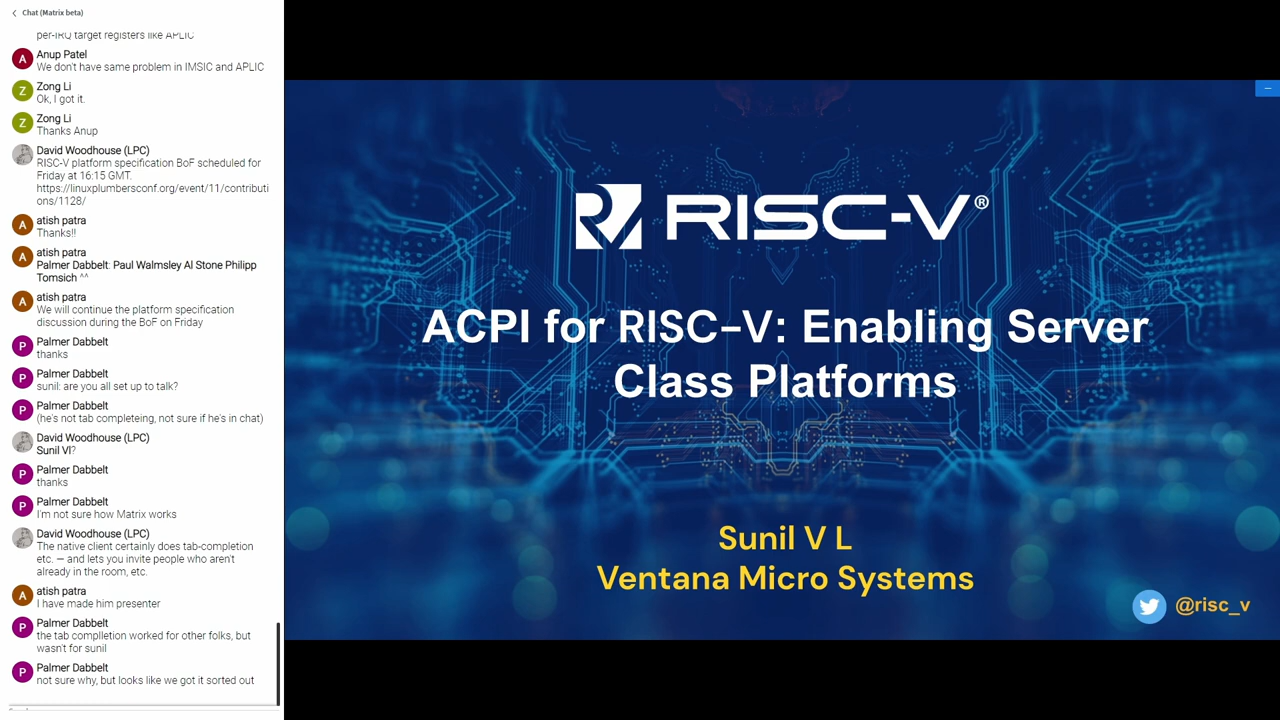 Chat (Matrix beta)
per-IRQ target registers like APLIC
Anup Patel
We don't have same problem in IMSIC and APLIC
Zong Li
Ok, I got it.
Zong Li
Thanks Anup
David Woodhouse (LPC)
RISC-V platform specification BoF scheduled for
Friday at 16:15 GMT.
https://linuxplumbersconf.org/event/11/contributi
ons/1128/
atish patra
Thanks!!
atish patra
Palmer Dabbelt: Paul Walmsley Al Stone Philipp
Tomsich ^^
atish patra
We will continue the platform specification
discussion during the BoF on Friday
Palmer Dabbelt
thanks
Palmer Dabbelt
sunil: are you all set up to talk?
Palmer Dabbelt
(he's not tab completeing, not sure if he's in chat)
David Woodhouse (LPC)
Sunil Vl?
Palmer Dabbelt
thanks
Palmer Dabbelt
I'm not sure how Matrix works
David Woodhouse (LPC)
The native client certainly does tab-completion
etc. — and lets you invite people who aren't
already in the room, etc.
atish patra
I have made him presenter
Palmer Dabbelt
the tab complletion worked for other folks, but
wasn't for sunil
Palmer Dabbelt
not sure why, but looks like we got it sorted out
RISC-V®
ACPI for RISC-V: Enabling Server
Class Platforms
Sunil V L
Ventana Micro Systems
@risc_v